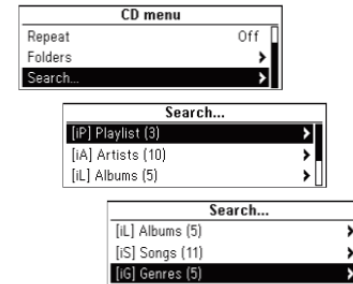 CD menu
Repeat Off
Folders
Search...
Search...
[iP] Playlist (3)
[iA] Artists (10)
[iL] Albums (5)
Search...
[iL] Albums (5)
[iS] Songs (11)
[iG] Genres (5)